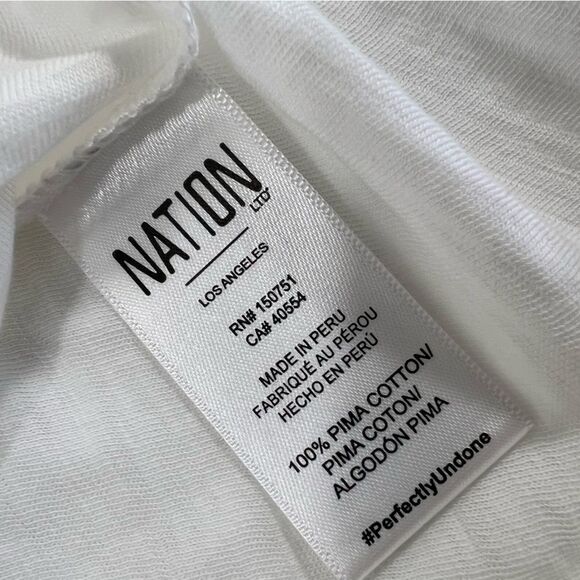 NATION
LTD
LOS ANGELES
RN# 150751
CA# 40554
MADE IN PERU
FABRIQUÉ AU PÉROU
HECHO EN PERÚ
100% PIMA COTTON/
PIMA COTON/
ALGODÓN PIMA
#PerfectlyUndone